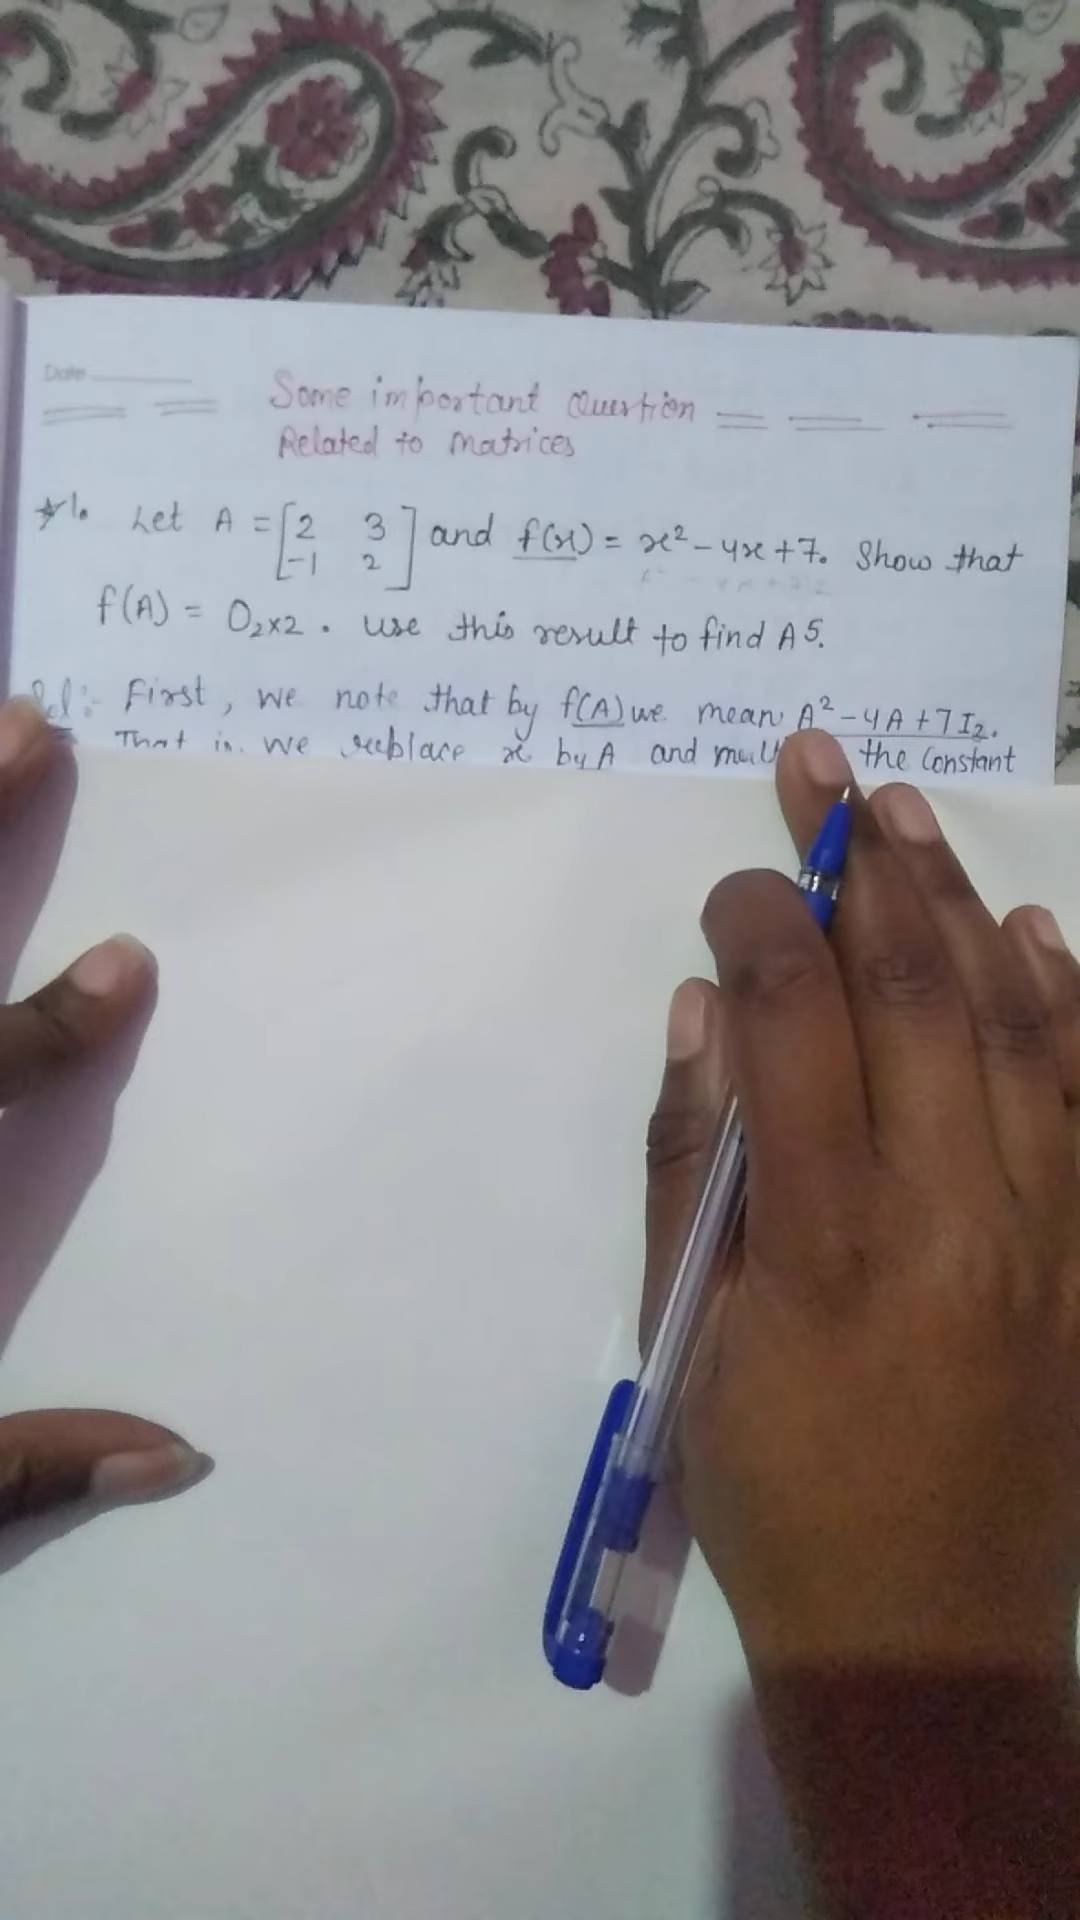 Date
Some important Question
Related to Matrices
*1. Let A = [2 3 -1 2] and f(x) = x² - 4x + 7. Show that
f(A) = O₂ₓ₂. use this result to find A5.
Sol:- First, we note that by f(A) we mean A² - 4A + 7I₂.
That is, we replace x by A and the constant